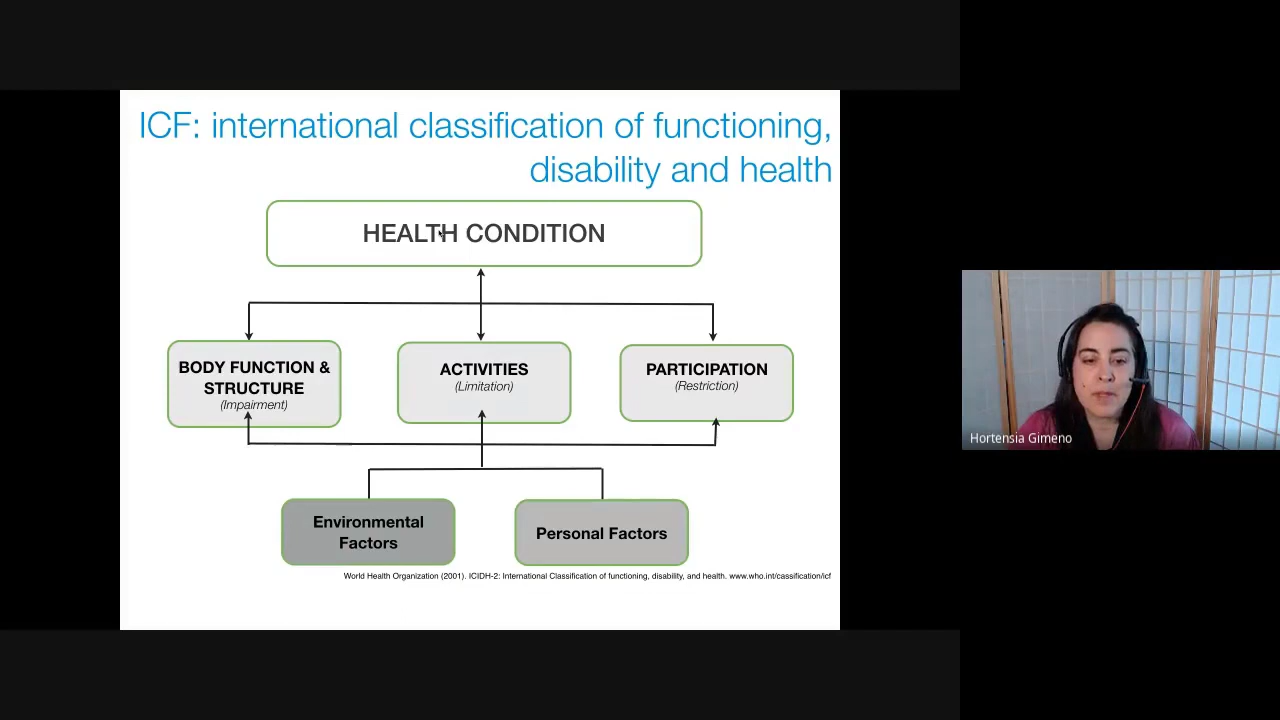 ICF: international classification of functioning,
disability and health
HEALTH CONDITION
BODY FUNCTION &
STRUCTURE
(Impairment)
ACTIVITIES
(Limitation)
PARTICIPATION
(Restriction)
Environmental
Factors
Personal Factors
World Health Organization (2001). ICIDH-2: International Classification of functioning, disability, and health. www.who.int/cassification/icf
Hortensia Gimeno